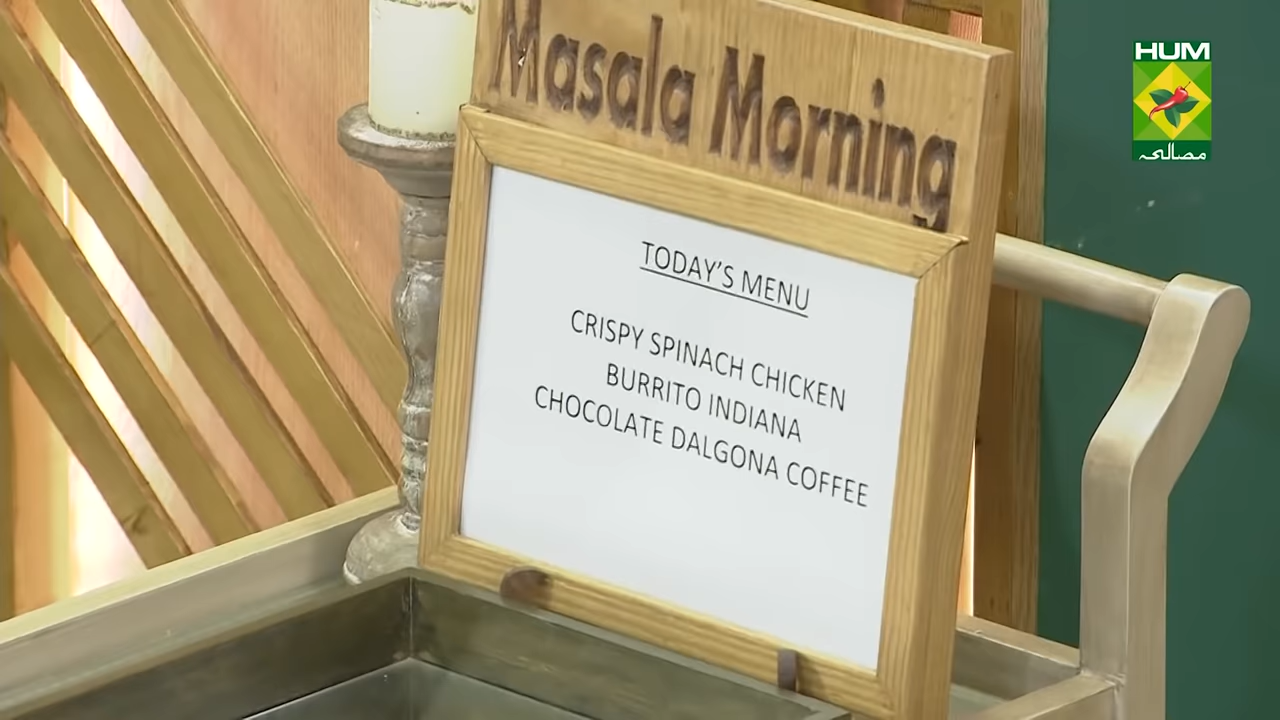 HUM
مصالحہ
Masala Morning
TODAY'S MENU
CRISPY SPINACH CHICKEN
BURRITO INDIANA
CHOCOLATE DALGONA COFFEE